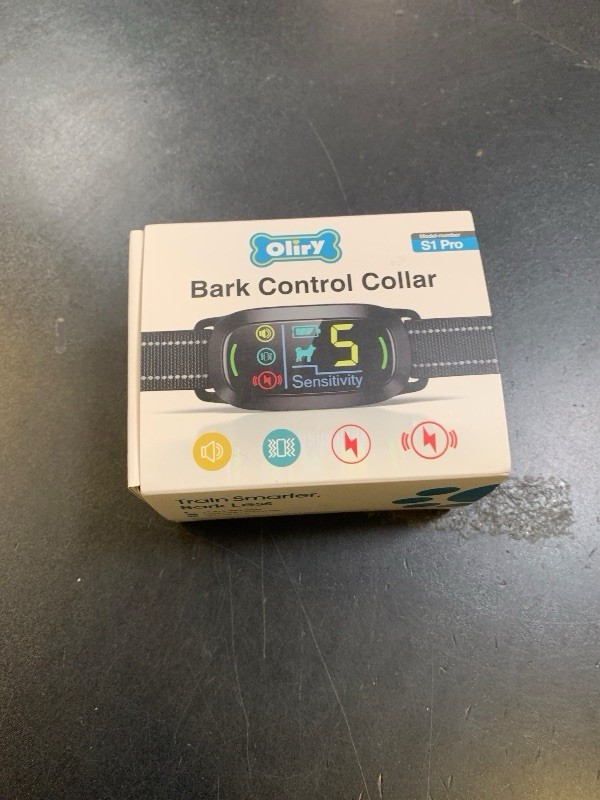 Oliry
Model number
S1 Pro
Bark Control Collar
5
Sensitivity
Train Smarter,
Bark Less